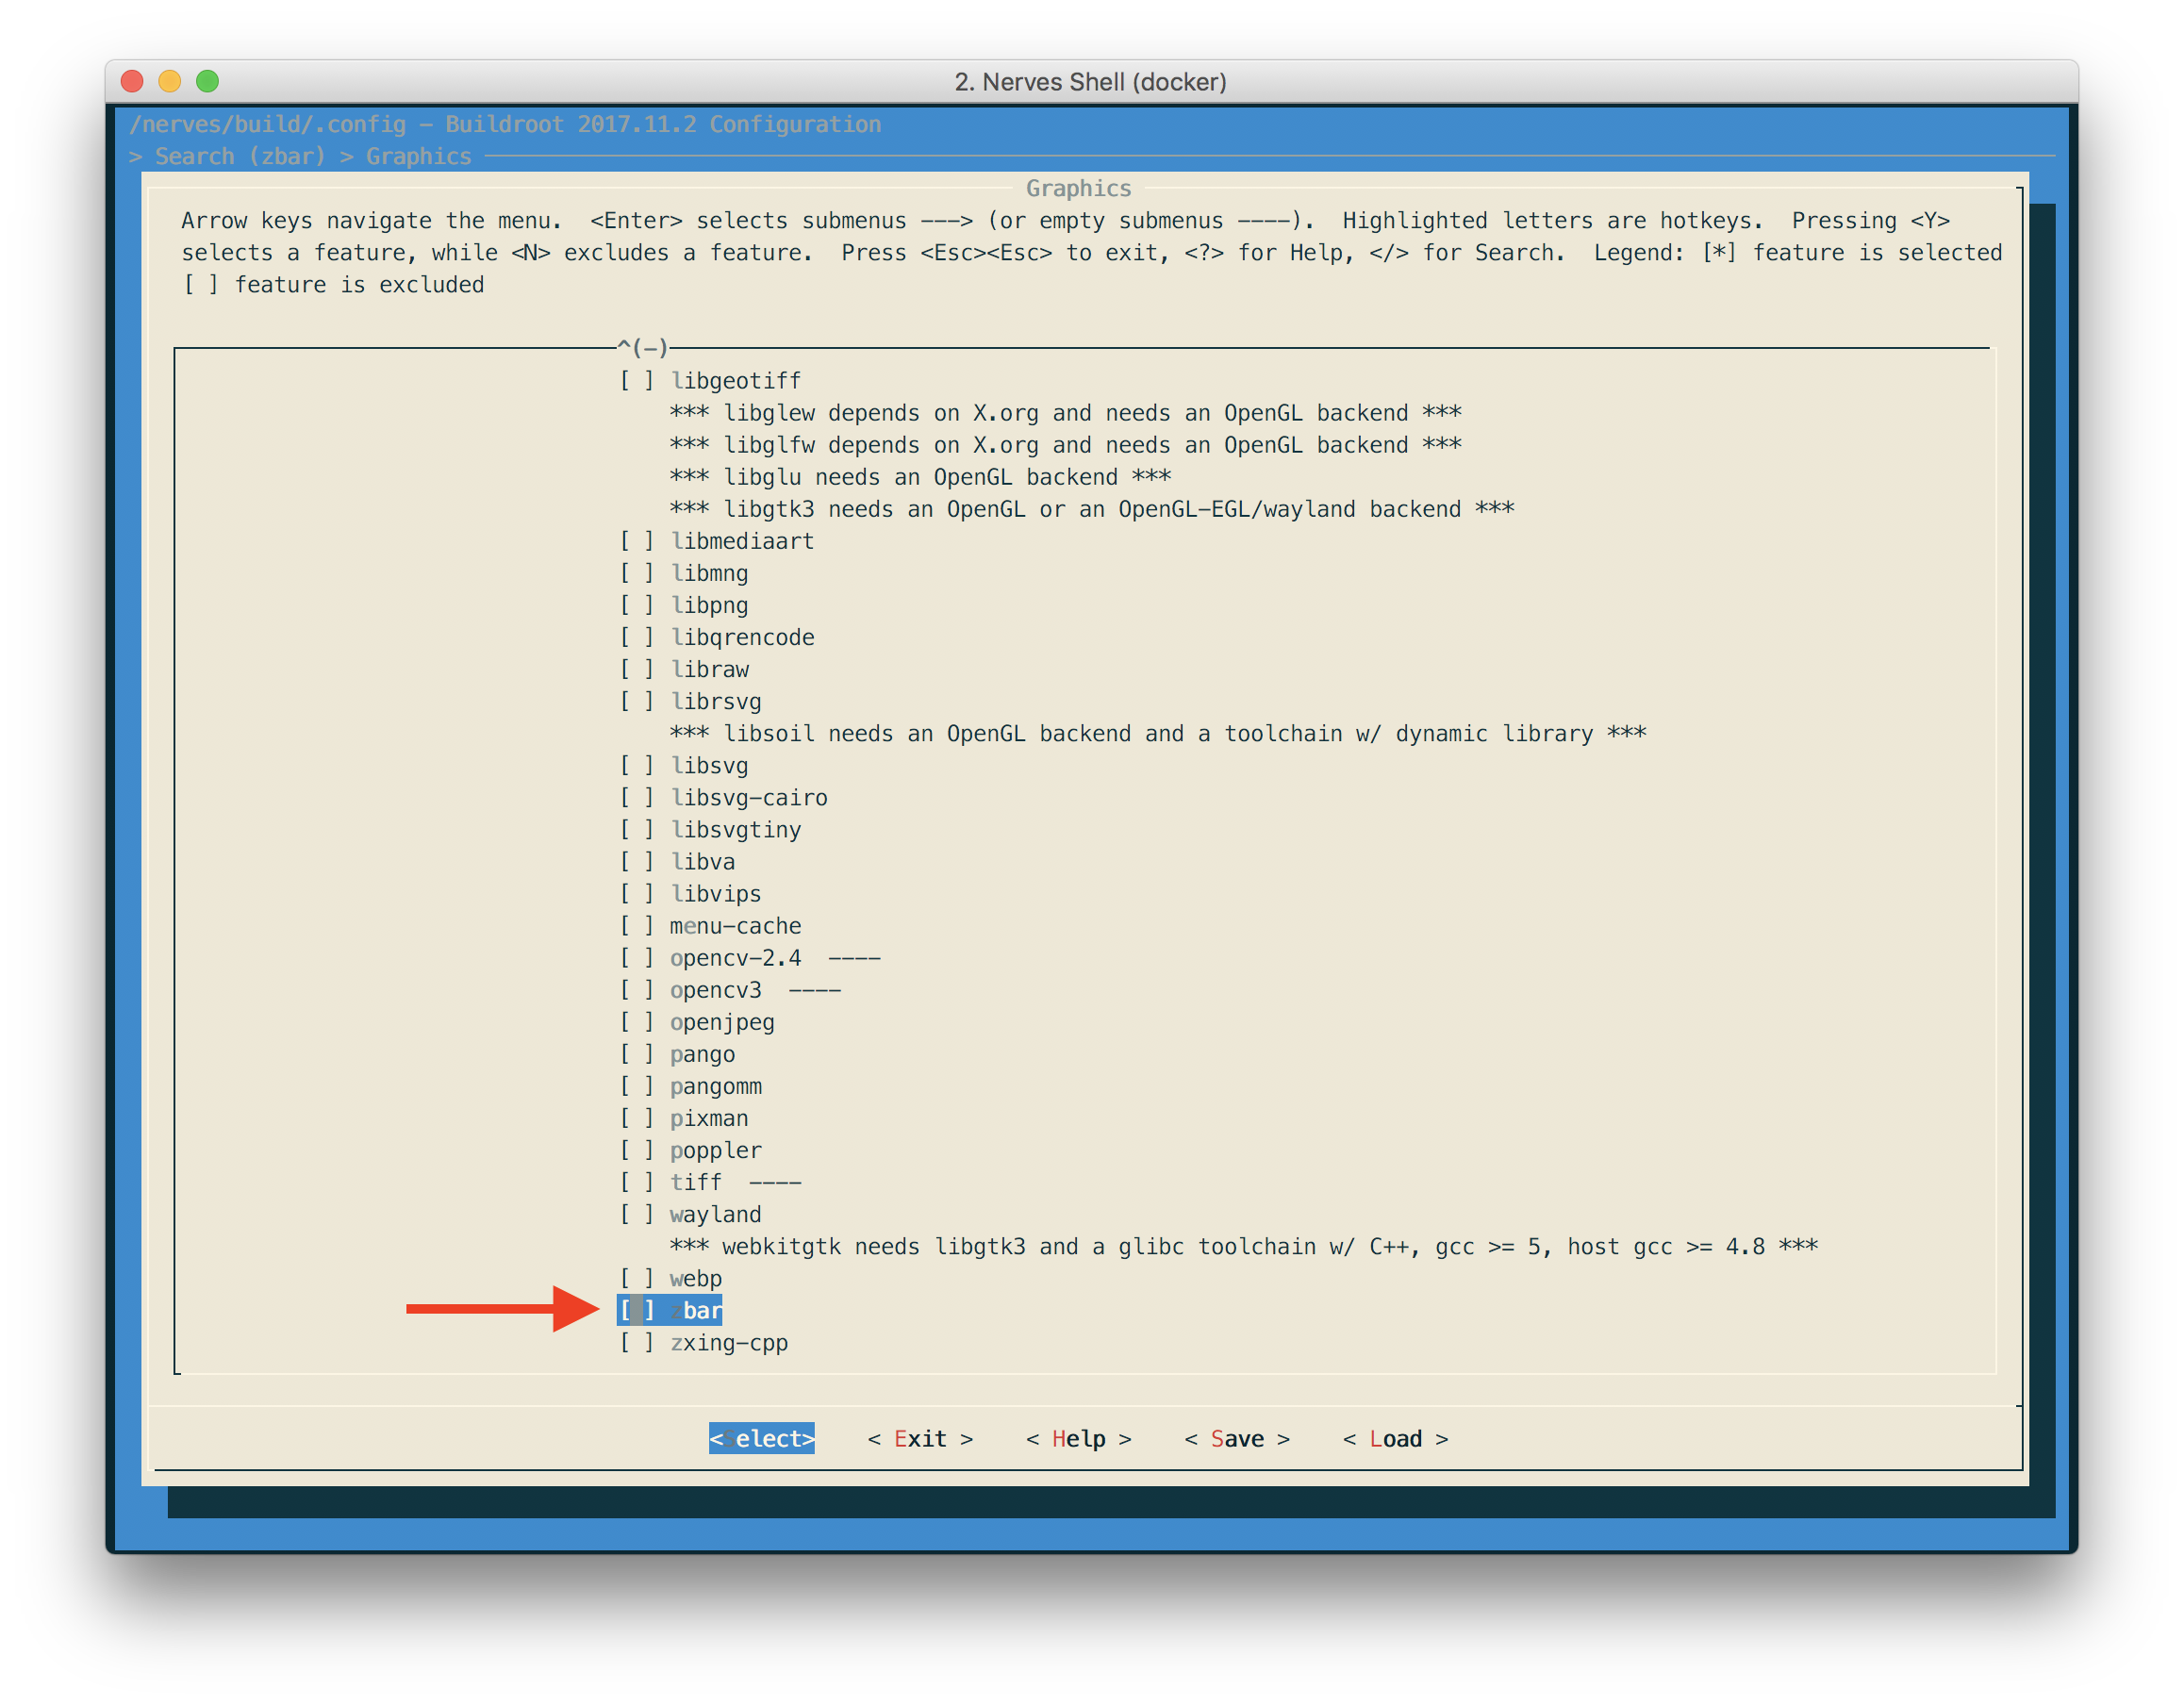 2. Nerves Shell (docker)
/nerves/build/.config - Buildroot 2017.11.2 Configuration
> Search (zbar) > Graphics
Graphics
Arrow keys navigate the menu.  <Enter> selects submenus ---> (or empty submenus ----).  Highlighted letters are hotkeys.  Pressing <Y>
selects a feature, while <N> excludes a feature.  Press <Esc><Esc> to exit, <?> for Help, </> for Search.  Legend: [*] feature is selected
[ ] feature is excluded
^(-)
[ ] libgeotiff
*** libglew depends on X.org and needs an OpenGL backend ***
*** libglfw depends on X.org and needs an OpenGL backend ***
*** libglu needs an OpenGL backend ***
*** libgtk3 needs an OpenGL or an OpenGL-EGL/wayland backend ***
[ ] libmediaart
[ ] libmng
[ ] libpng
[ ] libqrencode
[ ] libraw
[ ] librsvg
*** libsoil needs an OpenGL backend and a toolchain w/ dynamic library ***
[ ] libsvg
[ ] libsvg-cairo
[ ] libsvgtiny
[ ] libva
[ ] libvips
[ ] menu-cache
[ ] opencv-2.4  ----
[ ] opencv3  ----
[ ] openjpeg
[ ] pango
[ ] pangomm
[ ] pixman
[ ] poppler
[ ] tiff  ----
[ ] wayland
*** webkitgtk needs libgtk3 and a glibc toolchain w/ C++, gcc >= 5, host gcc >= 4.8 ***
[ ] webp
[ ] zbar
[ ] zxing-cpp
<Select>    < Exit >    < Help >    < Save >    < Load >